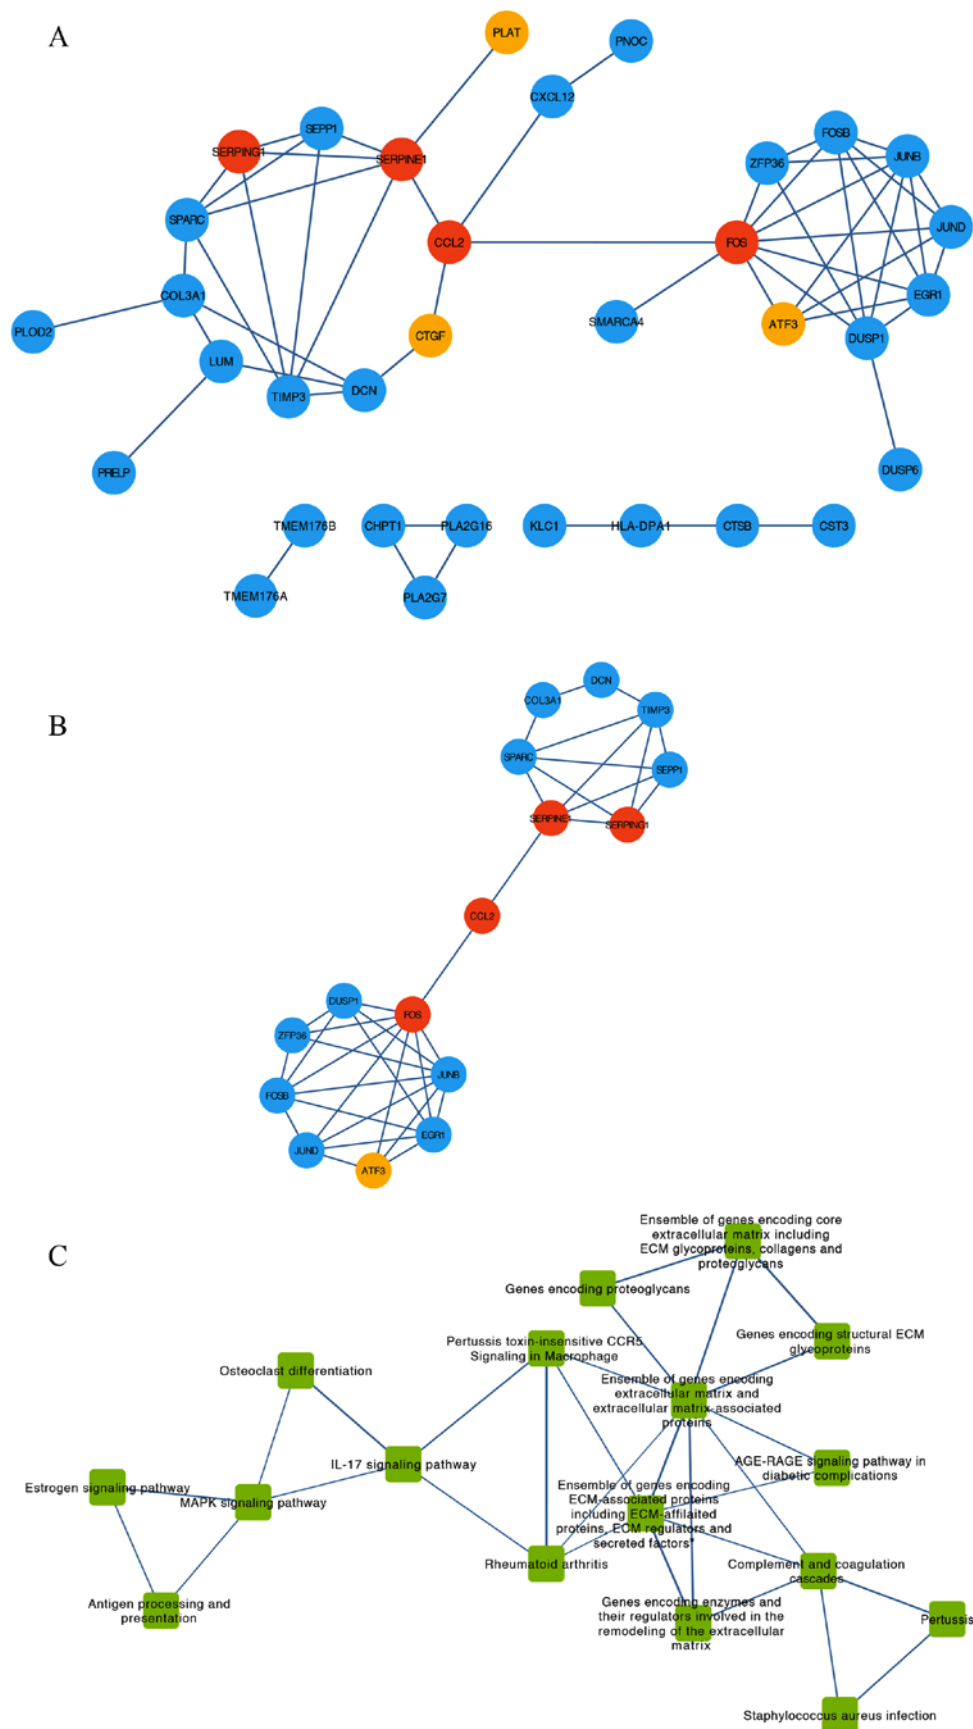 A
PLAT
PNOC
CXCL12
SEPP1
SERPING1
SERPINE1
FOSB
ZFP36
JUNB
SPARC
JUND
CCL2
FOS
COL3A1
EGR1
PLOD2
SMARCA4
ATF3
CTGF
DUSP1
LUM
TIMP3
DCN
PRELP
DUSP6
TMEM176B
CHPT1
PLA2G16
KLC1
HLA-DPA1
CTSB
CST3
TMEM176A
PLA2G7
B
DCN
COL3A1
TIMP3
SPARC
SEPP1
SERPINE1
SERPING1
CCL2
DUSP1
FOS
ZFP36
JUNB
FOSB
EGR1
JUND
ATF3
C
Ensemble of genes encoding core
extracellular matrix including
ECM glycoproteins, collagens and
proteoglycans
Genes encoding proteoglycans
Genes encoding structural ECM
glycoproteins
Pertussis toxin-insensitive CCR5
Signaling in Macrophage
Osteoclast differentiation
Ensemble of genes encoding
extracellular matrix and
extracellular matrix-associated
proteins
IL-17 signaling pathway
AGE-RAGE signaling pathway in
diabetic complications
Estrogen signaling pathway
MAPK signaling pathway
Ensemble of genes encoding
ECM-associated proteins
including ECM-affilaited
proteins, ECM regulators and
secreted factors"
Rheumatoid arthritis
Complement and coagulation
cascades
Antigen processing and
presentation
Genes encoding enzymes and
their regulators involved in the
remodeling of the extracellular
matrix
Pertussis
Staphylococcus aureus infection